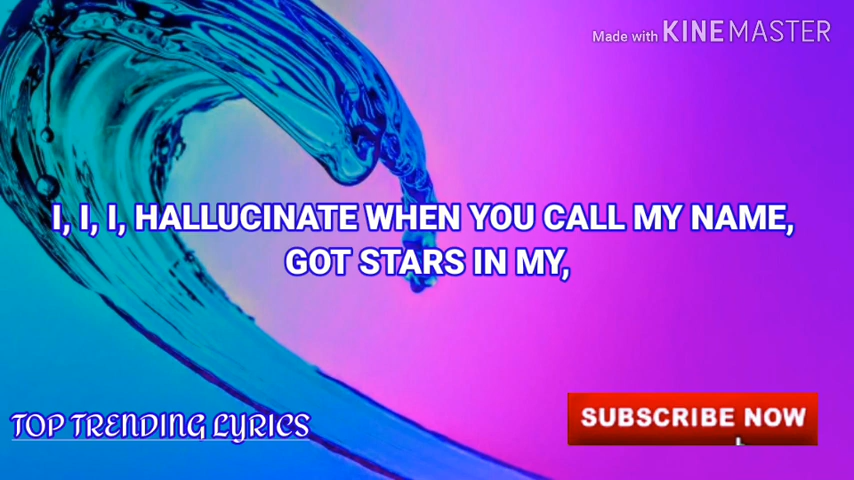 Made with KINEMASTER
I, I, I, HALLUCINATE WHEN YOU CALL MY NAME,
GOT STARS IN MY,
TOP TRENDING LYRICS
SUBSCRIBE NOW